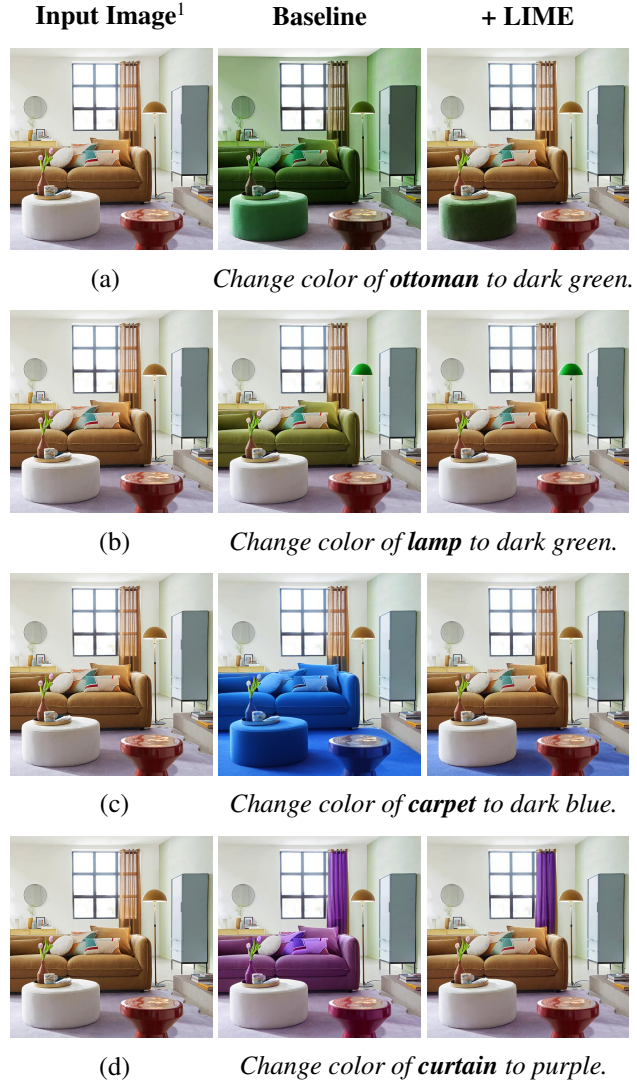 Input Image¹ Baseline + LIME
(a) Change color of ottoman to dark green.
(b) Change color of lamp to dark green.
(c) Change color of carpet to dark blue.
(d) Change color of curtain to purple.